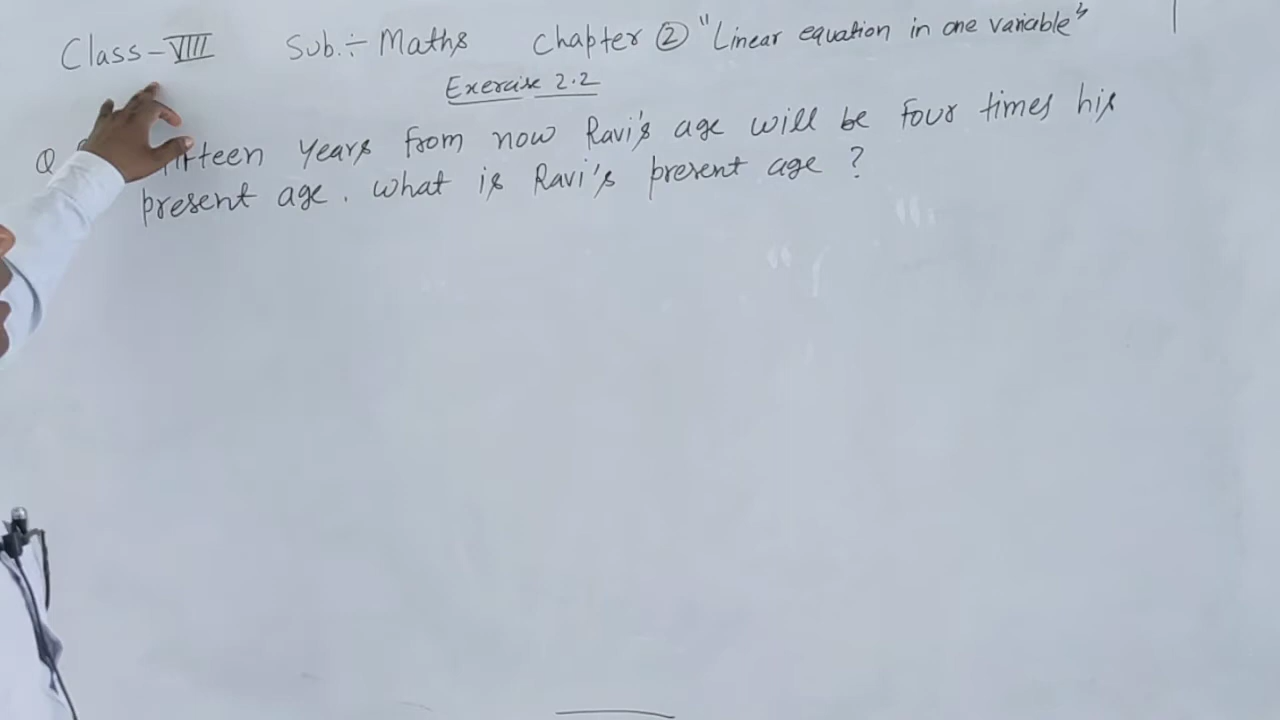 Class-VIII Sub.÷ Maths Chapter ② "Linear equation in one variable"
Exercise 2.2
Q years from now Ravi's age will be four times his
present age. What is Ravi's present age ?